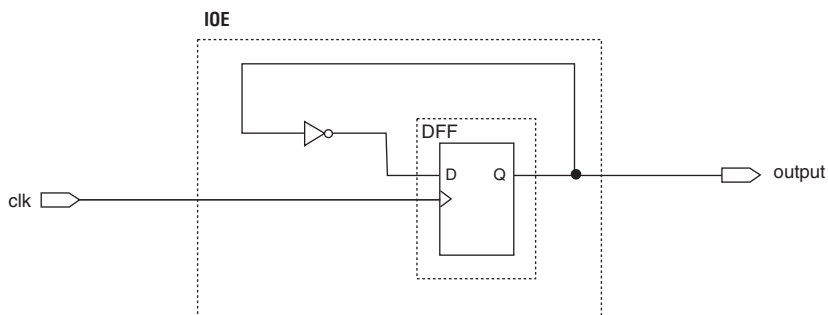 IOE
DFF
D Q
clk
output